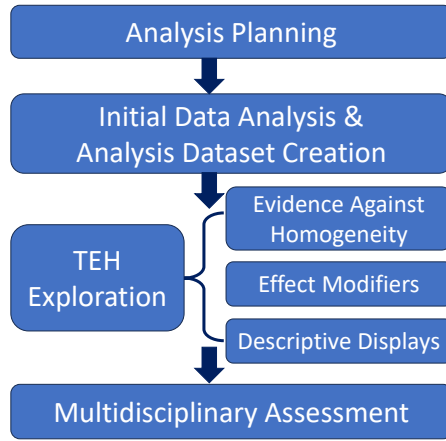 Analysis Planning
Initial Data Analysis &
Analysis Dataset Creation
TEH
Exploration
Evidence Against
Homogeneity
Effect Modifiers
Descriptive Displays
Multidisciplinary Assessment